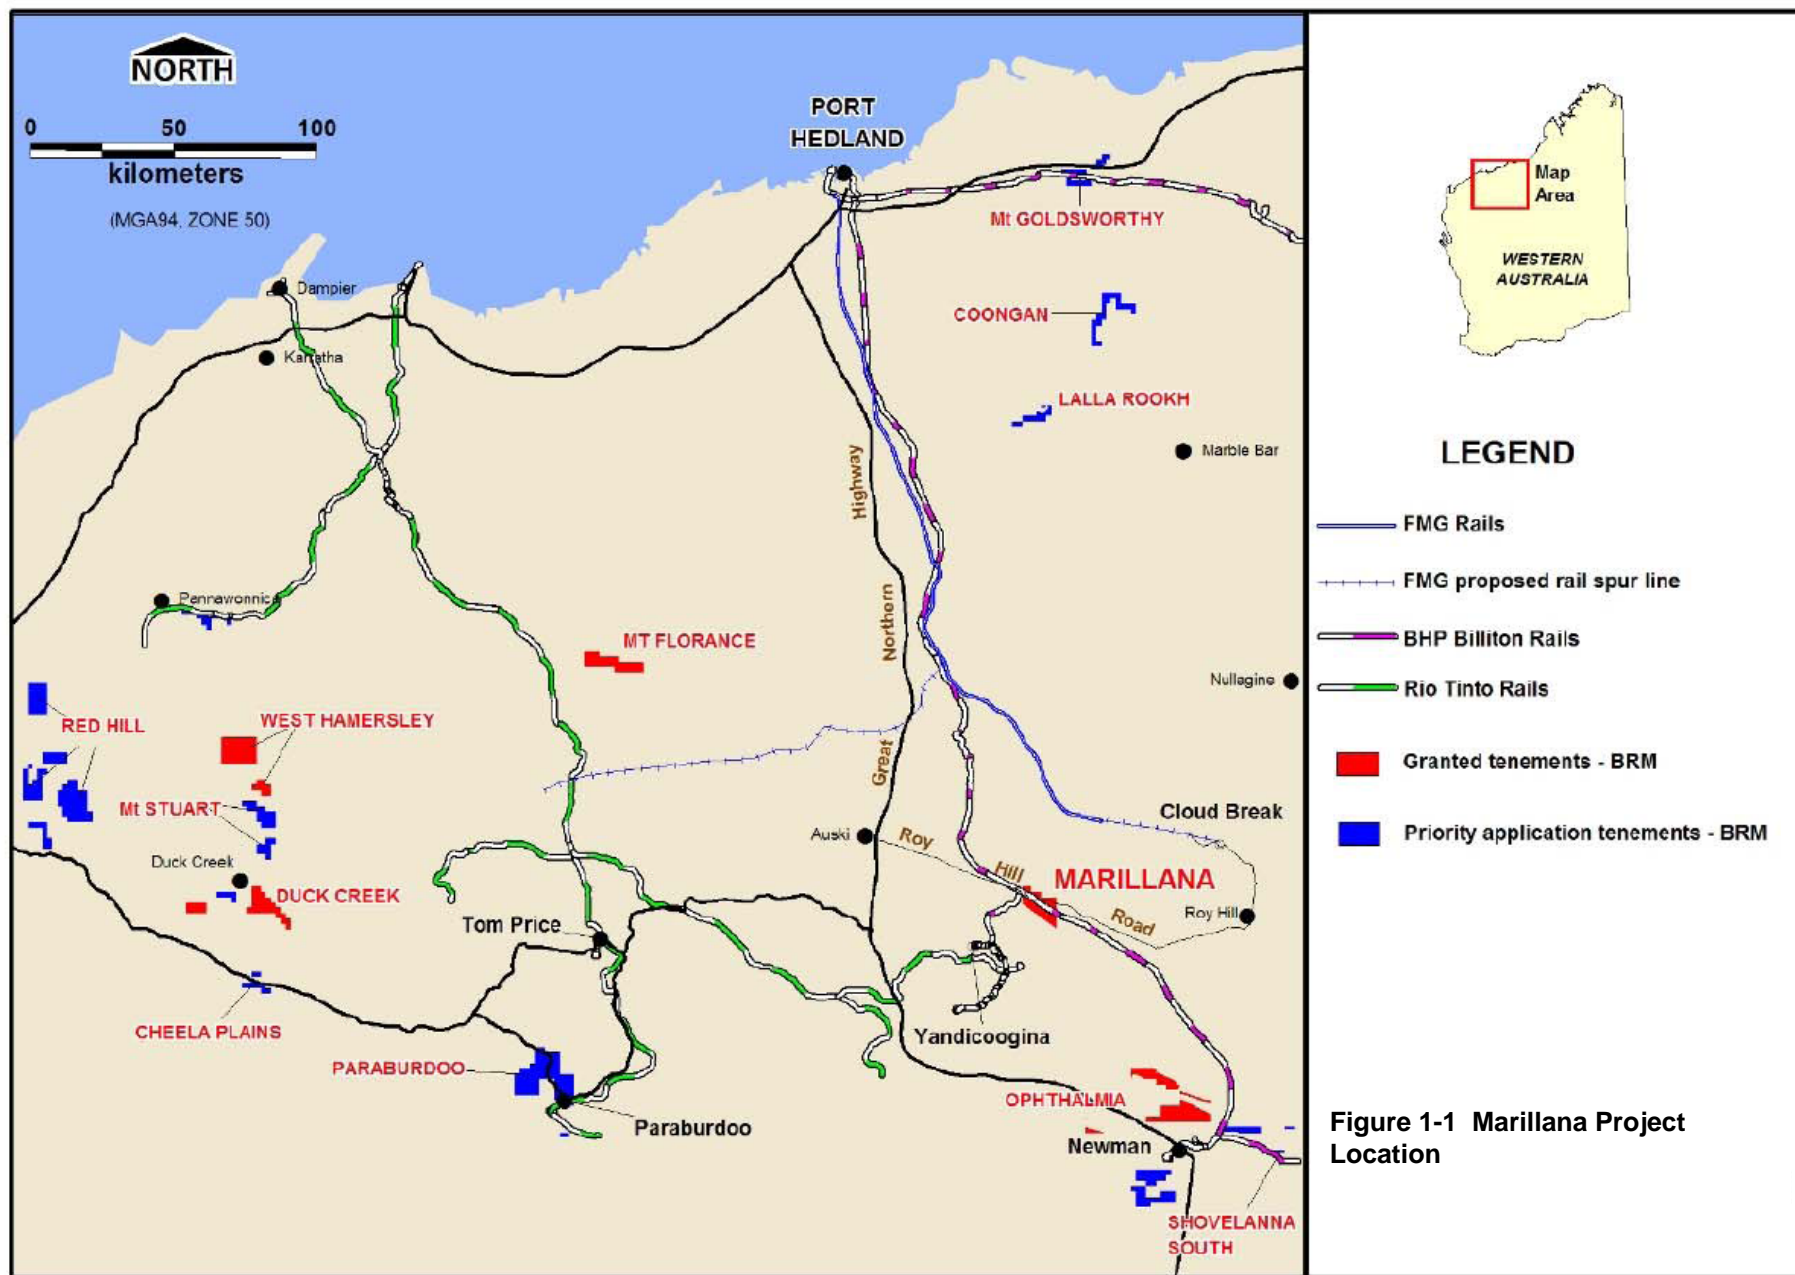 NORTH
0 50 100
kilometers
(MGA94, ZONE 50)
PORT
HEDLAND
Mt GOLDSWORTHY
Dampier
Karratha
COONGAN
LALLA ROOKH
Marble Bar
Highway
Northern
Great
Pannawonnica
MT FLORANCE
Nullagine
RED HILL
WEST HAMERSLEY
Mt STUART
Duck Creek
DUCK CREEK
Auski
Roy
Hill
Road
Cloud Break
MARILLANA
Roy Hill
Tom Price
CHEELA PLAINS
Yandicoogina
PARABURDOO
Paraburdoo
OPHTHALMIA
Newman
SHOVELANNA
SOUTH
Map
Area
WESTERN
AUSTRALIA
LEGEND
FMG Rails
FMG proposed rail spur line
BHP Billiton Rails
Rio Tinto Rails
Granted tenements - BRM
Priority application tenements - BRM
Figure 1-1 Marillana Project
Location